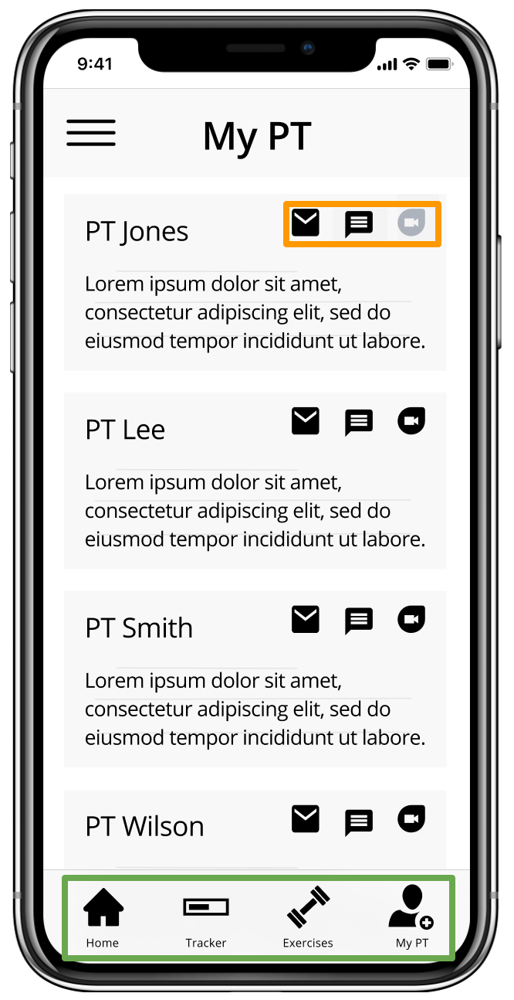 9:41
My PT
PT Jones
Lorem ipsum dolor sit amet,
consectetur adipiscing elit, sed do
eiusmod tempor incididunt ut labore.
PT Lee
Lorem ipsum dolor sit amet,
consectetur adipiscing elit, sed do
eiusmod tempor incididunt ut labore.
PT Smith
Lorem ipsum dolor sit amet,
consectetur adipiscing elit, sed do
eiusmod tempor incididunt ut labore.
PT Wilson
Home Tracker Exercises My PT